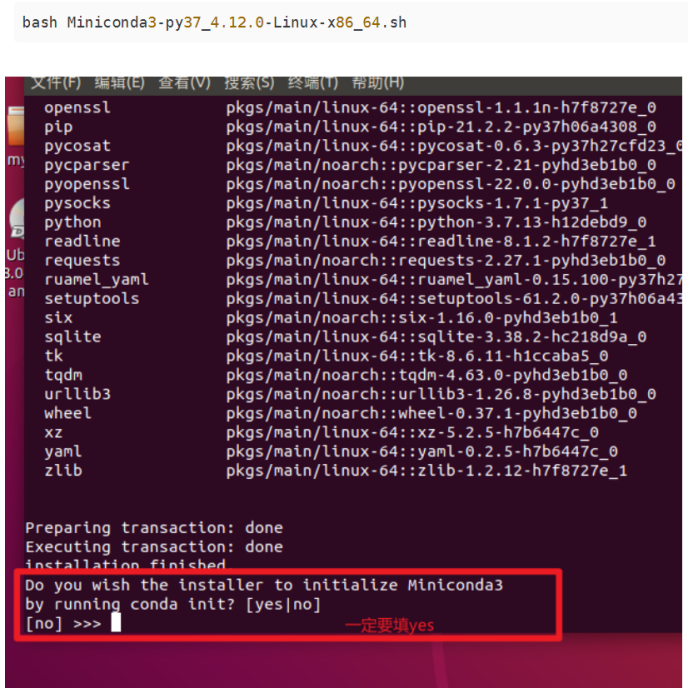 bash Miniconda3-py37_4.12.0-Linux-x86_64.sh
文件(F) 编辑(E) 查看(V) 搜索(S) 终端(T) 帮助(H)
openssl pkgs/main/linux-64::openssl-1.1.1n-h7f8727e_0
pip pkgs/main/linux-64::pip-21.2.2-py37h06a4308_0
pycosat pkgs/main/linux-64::pycosat-0.6.3-py37h27cfd23_0
pycparser pkgs/main/noarch::pycparser-2.21-pyhd3eb1b0_0
pyopenssl pkgs/main/noarch::pyopenssl-22.0.0-pyhd3eb1b0_0
pysocks pkgs/main/linux-64::pysocks-1.7.1-py37_1
python pkgs/main/linux-64::python-3.7.13-h12debd9_0
readline pkgs/main/linux-64::readline-8.1.2-h7f8727e_1
requests pkgs/main/noarch::requests-2.27.1-pyhd3eb1b0_0
ruamel_yaml pkgs/main/linux-64::ruamel_yaml-0.15.100-py37h27
setuptools pkgs/main/linux-64::setuptools-61.2.0-py37h06a43
six pkgs/main/noarch::six-1.16.0-pyhd3eb1b0_1
sqlite pkgs/main/linux-64::sqlite-3.38.2-hc218d9a_0
tk pkgs/main/linux-64::tk-8.6.11-h1ccaba5_0
tqdm pkgs/main/noarch::tqdm-4.63.0-pyhd3eb1b0_0
urllib3 pkgs/main/noarch::urllib3-1.26.8-pyhd3eb1b0_0
wheel pkgs/main/noarch::wheel-0.37.1-pyhd3eb1b0_0
xz pkgs/main/linux-64::xz-5.2.5-h7b6447c_0
yaml pkgs/main/linux-64::yaml-0.2.5-h7b6447c_0
zlib pkgs/main/linux-64::zlib-1.2.12-h7f8727e_1
my
Ub
an
Preparing transaction: done
Executing transaction: done
installation finished
Do you wish the installer to initialize Miniconda3
by running conda init? [yes|no]
[no] >>>
一定要填yes